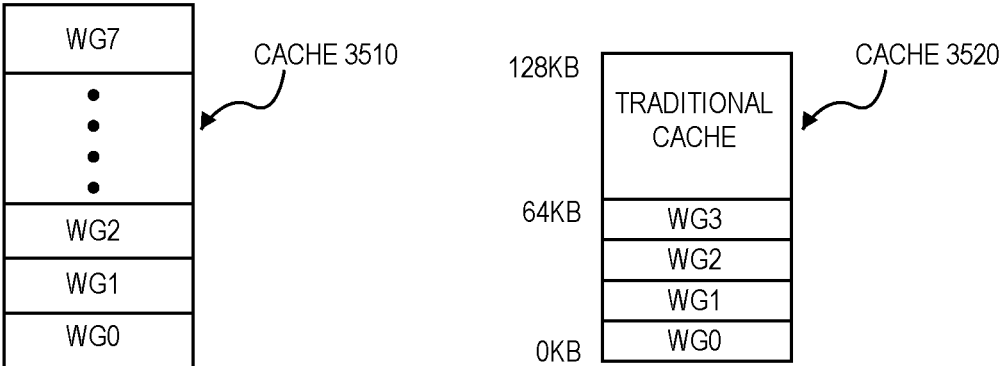 WG7
CACHE 3510
WG2
WG1
WG0
128KB
TRADITIONAL
CACHE
CACHE 3520
64KB
WG3
WG2
WG1
WG0
0KB